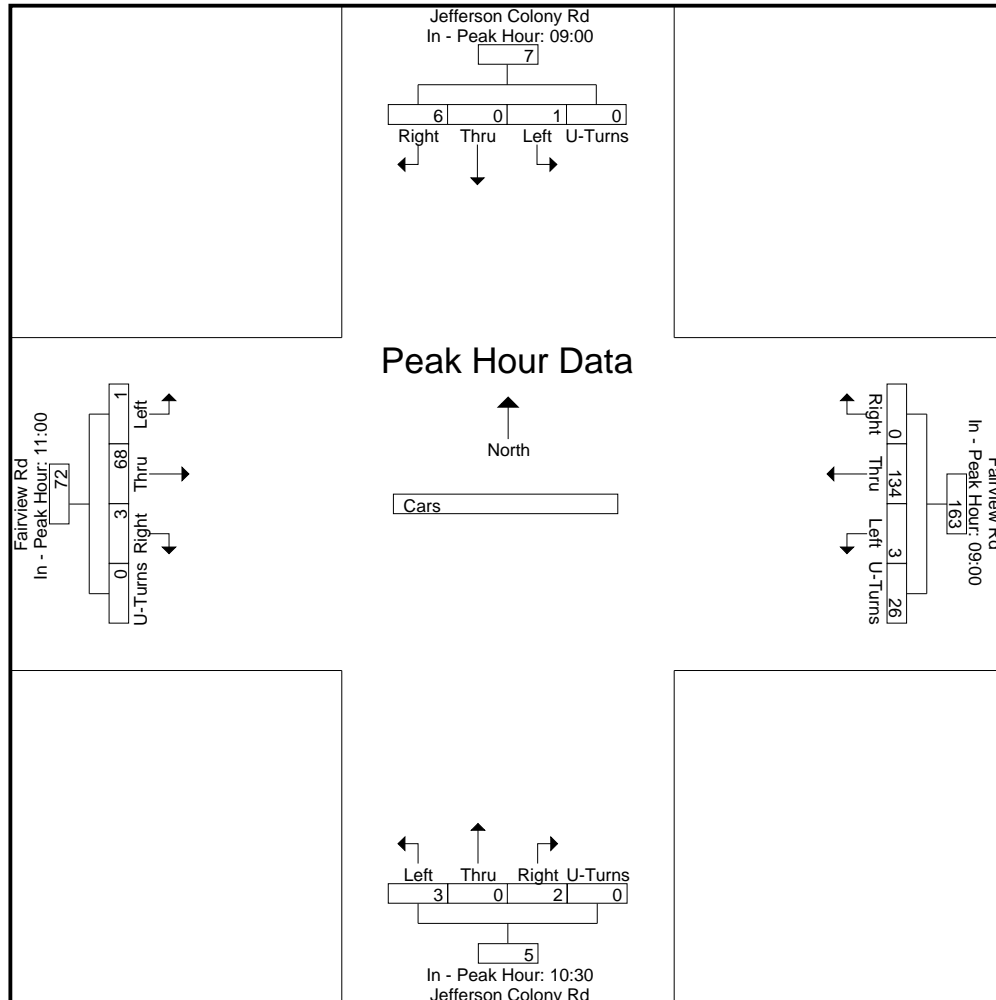 Jefferson Colony Rd
In - Peak Hour: 09:00
7
6 0 1 0
Right Thru Left U-Turns
Peak Hour Data
North
Cars
Fairview Rd
In - Peak Hour: 11:00
72
1 68 3 0
Left Thru Right U-Turns
Fairview Rd
In - Peak Hour: 09:00
163
0 134 3 26
Right Thru Left U-Turns
Left Thru Right U-Turns
3 0 2 0
5
In - Peak Hour: 10:30
Jefferson Colony Rd